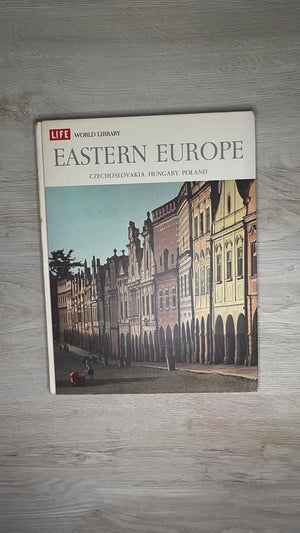 LIFE WORLD LIBRARY
EASTERN EUROPE
CZECHOSLOVAKIA, HUNGARY, POLAND